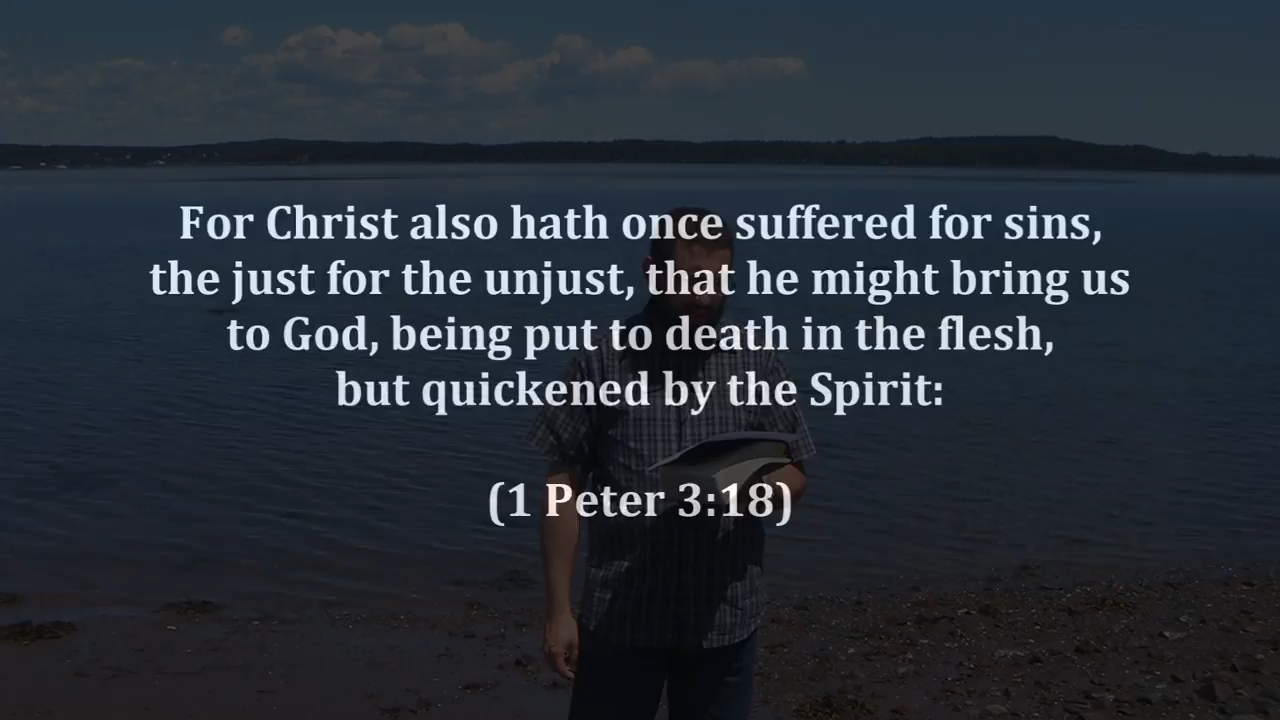 For Christ also hath once suffered for sins,
the just for the unjust, that he might bring us
to God, being put to death in the flesh,
but quickened by the Spirit:
(1 Peter 3:18)